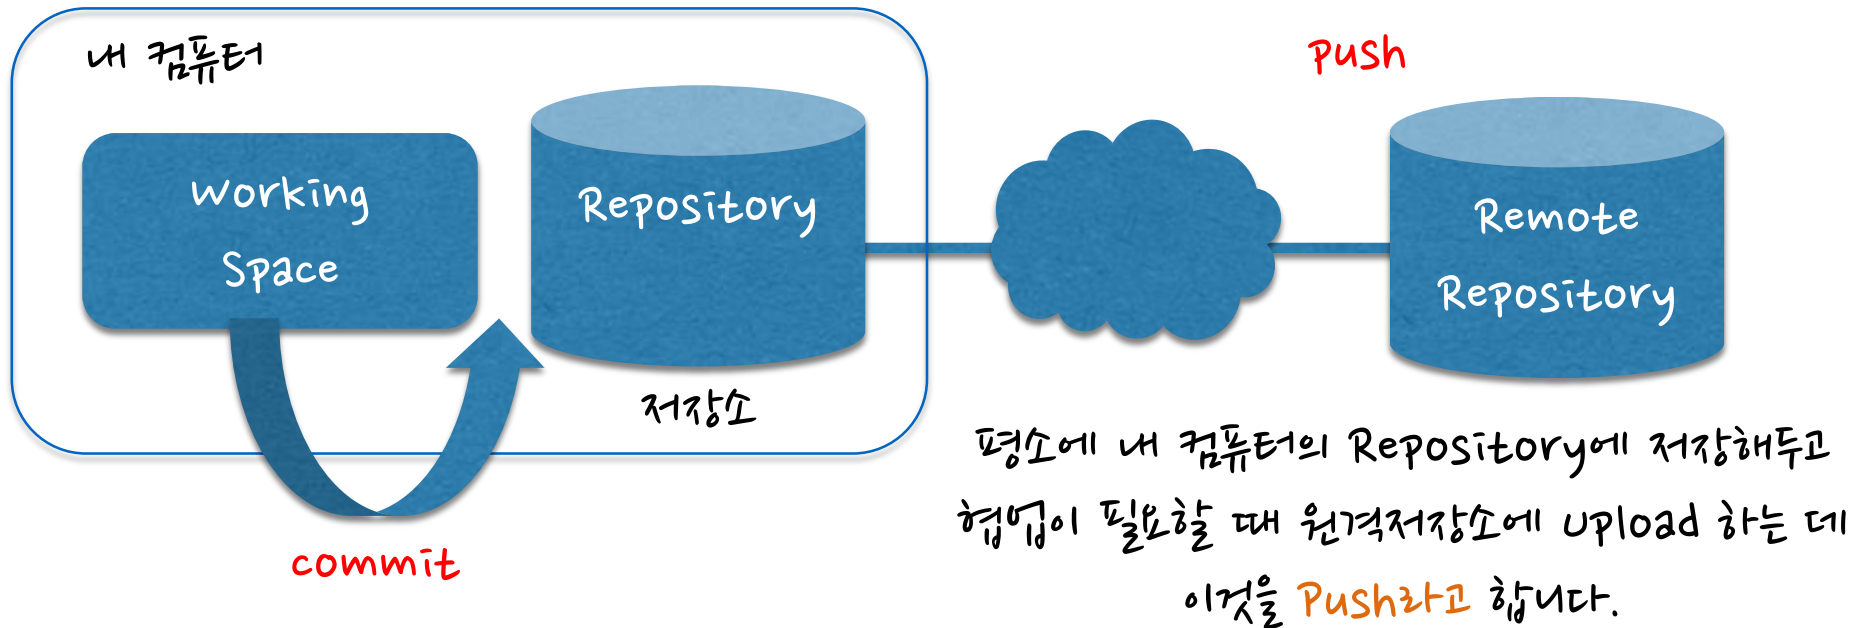 내 컴퓨터
Working
Space
Repository
저장소
commit
push
Remote
Repository
평소에 내 컴퓨터의 Repository에 저장해두고
협업이 필요할 때 원격저장소에 upload 하는 데
이것을 Push라고 합니다.